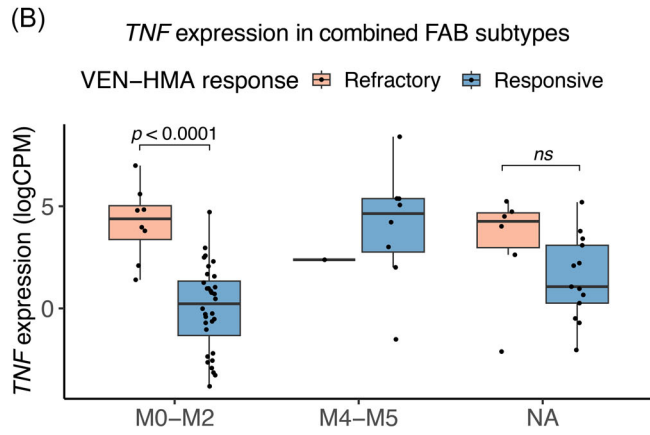 (B)
TNF expression in combined FAB subtypes
VEN−HMA response Refractory Responsive
TNF expression (logCPM)
p < 0.0001
ns
5
0
M0−M2 M4−M5 NA